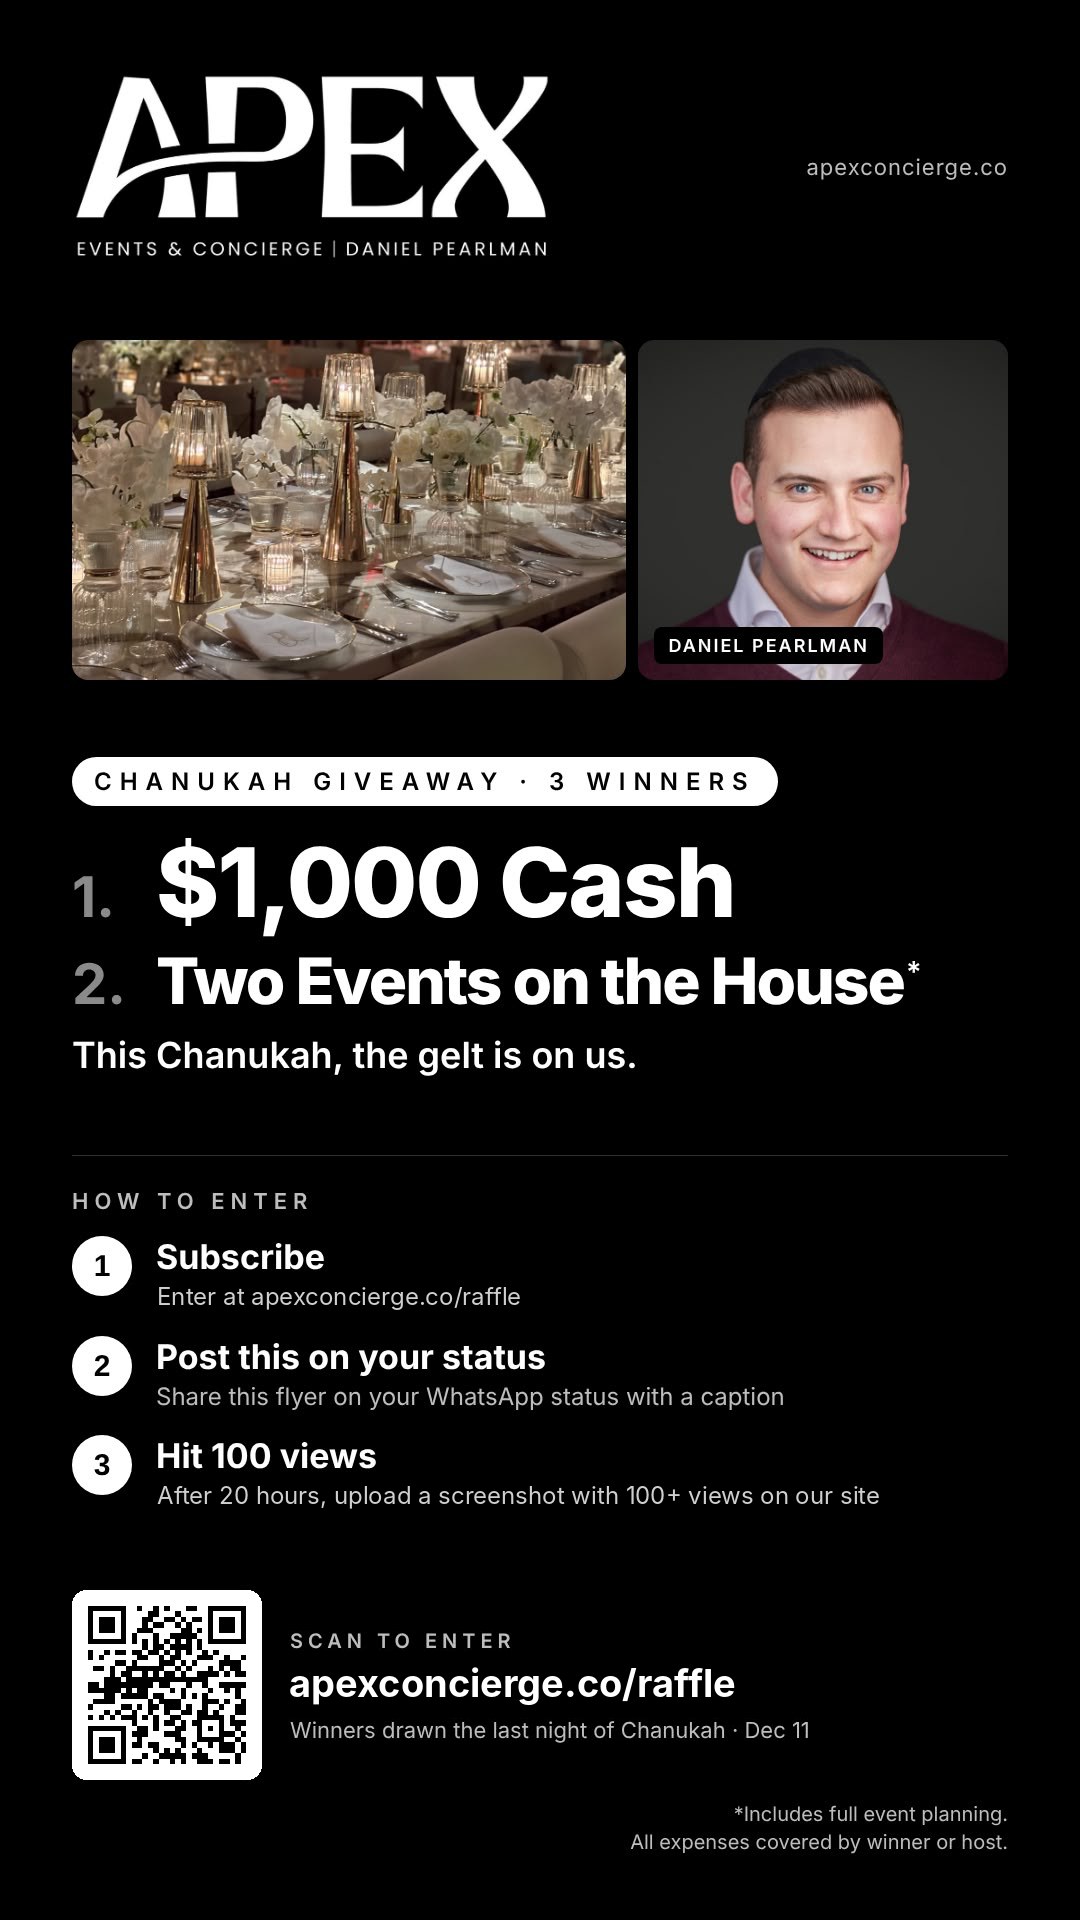 APEX
EVENTS & CONCIERGE | DANIEL PEARLMAN
apexconcierge.co
DANIEL PEARLMAN
CHANUKAH GIVEAWAY · 3 WINNERS
1. $1,000 Cash
2. Two Events on the House*
This Chanukah, the gelt is on us.
HOW TO ENTER
1 Subscribe
Enter at apexconcierge.co/raffle
2 Post this on your status
Share this flyer on your WhatsApp status with a caption
3 Hit 100 views
After 20 hours, upload a screenshot with 100+ views on our site
SCAN TO ENTER
apexconcierge.co/raffle
Winners drawn the last night of Chanukah · Dec 11
*Includes full event planning.
All expenses covered by winner or host.